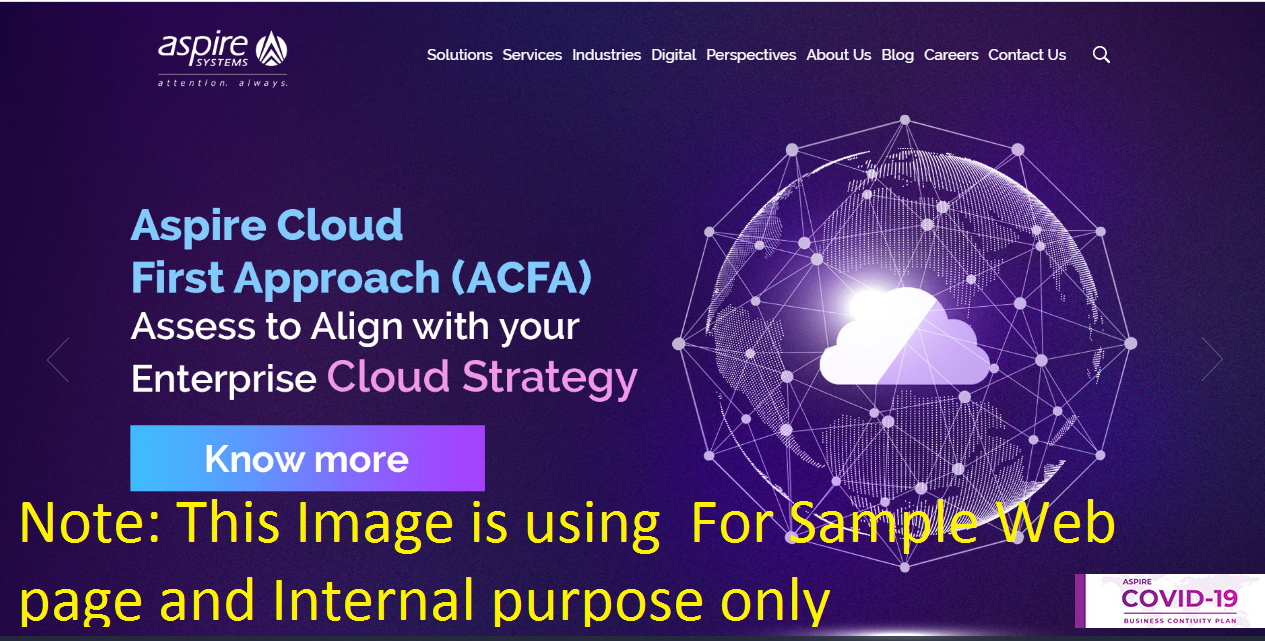 aspire
SYSTEMS
attention. always.
Solutions Services Industries Digital Perspectives About Us Blog Careers Contact Us
Aspire Cloud
First Approach (ACFA)
Assess to Align with your
Enterprise Cloud Strategy
Know more
Note: This Image is using For Sample Web
page and Internal purpose only
ASPIRE
COVID-19
BUSINESS CONTIUITY PLAN